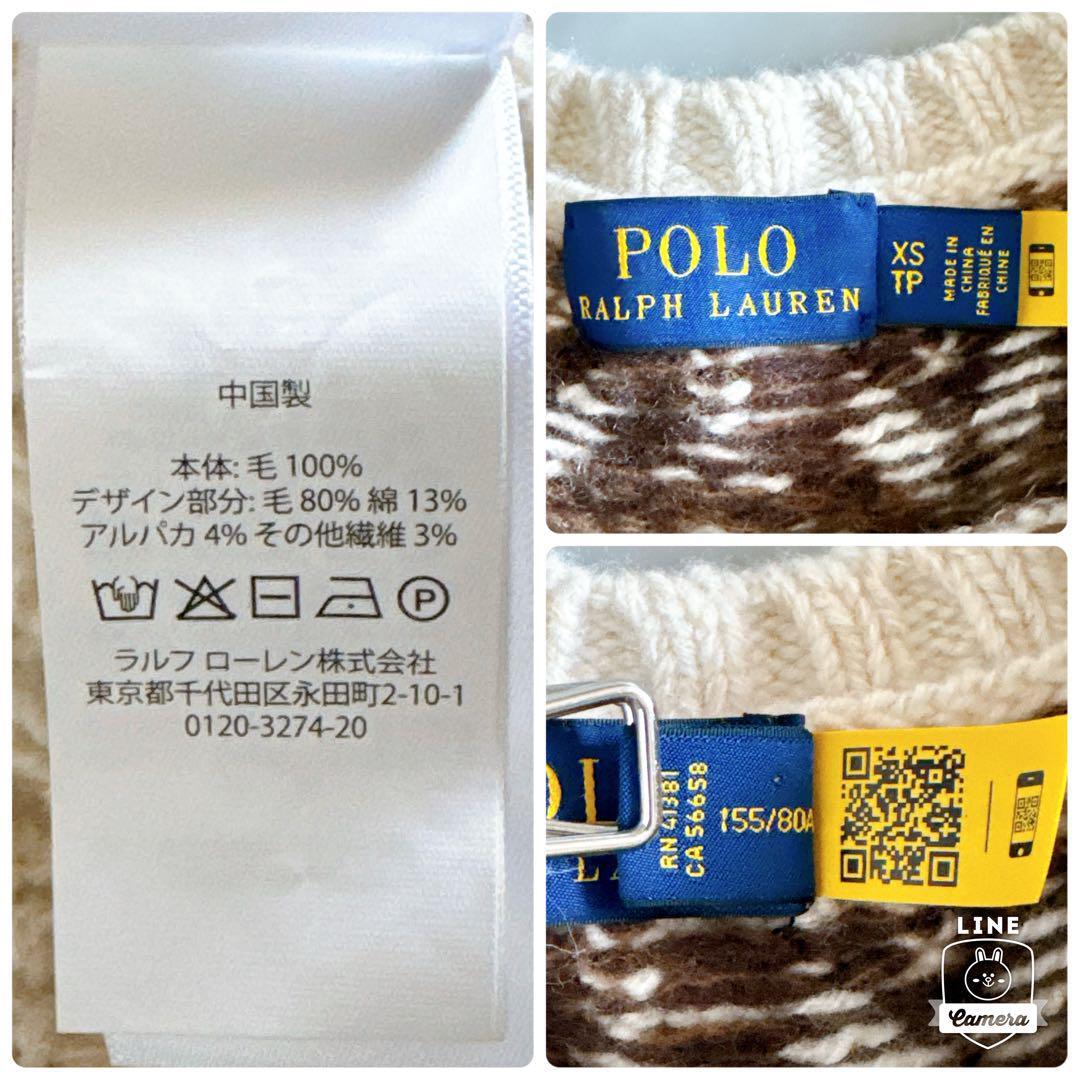 中国製
本体: 毛 100%
デザイン部分: 毛 80% 綿 13%
アルパカ 4% その他繊維 3%
P
ラルフ ローレン株式会社
東京都千代田区永田町2-10-1
0120-3274-20
POLO
RALPH LAUREN
XS
TP
MADE IN
CHINA
FABRIQUÉ EN
CHINE
RN 41381
CA 56658
155/80A
LINE
Camera